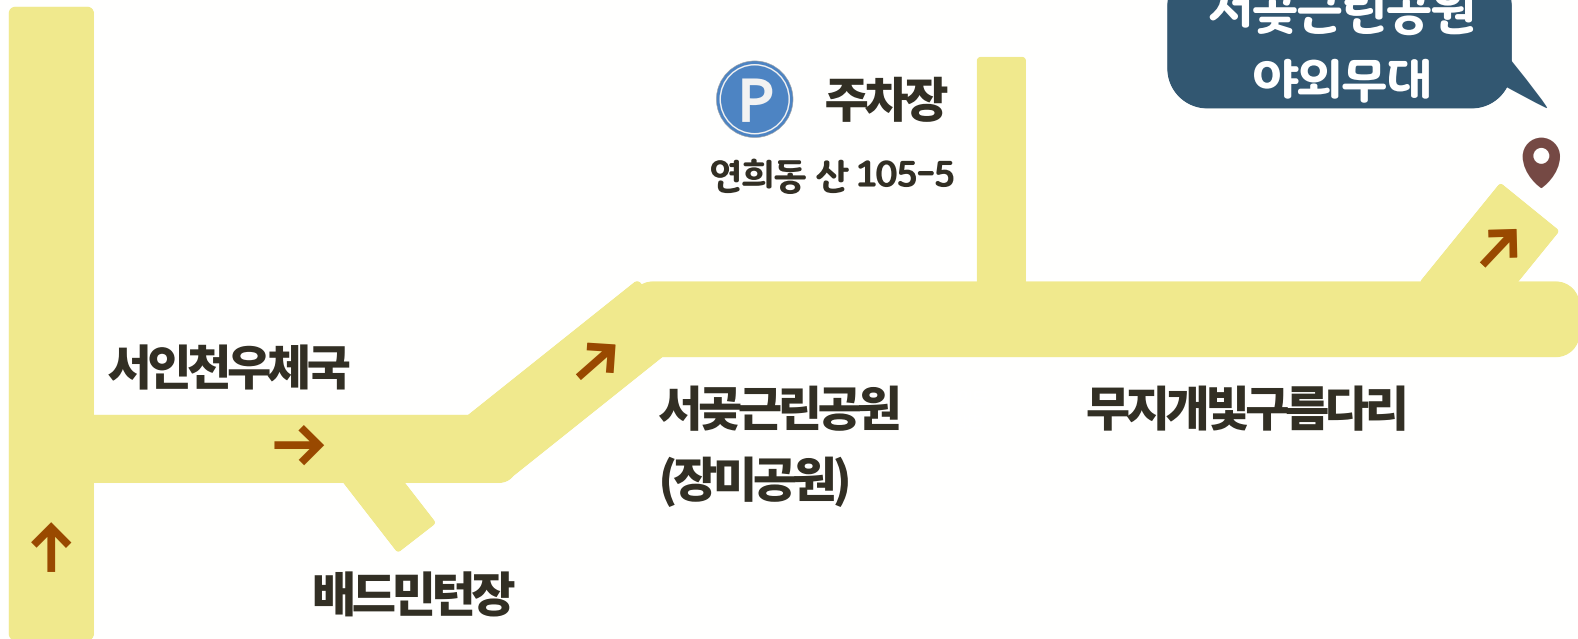 서곶근린공원
야외무대
P 주차장
연희동 산 105-5
서인천우체국
서곶근린공원
(장미공원)
무지개빛구름다리
배드민턴장